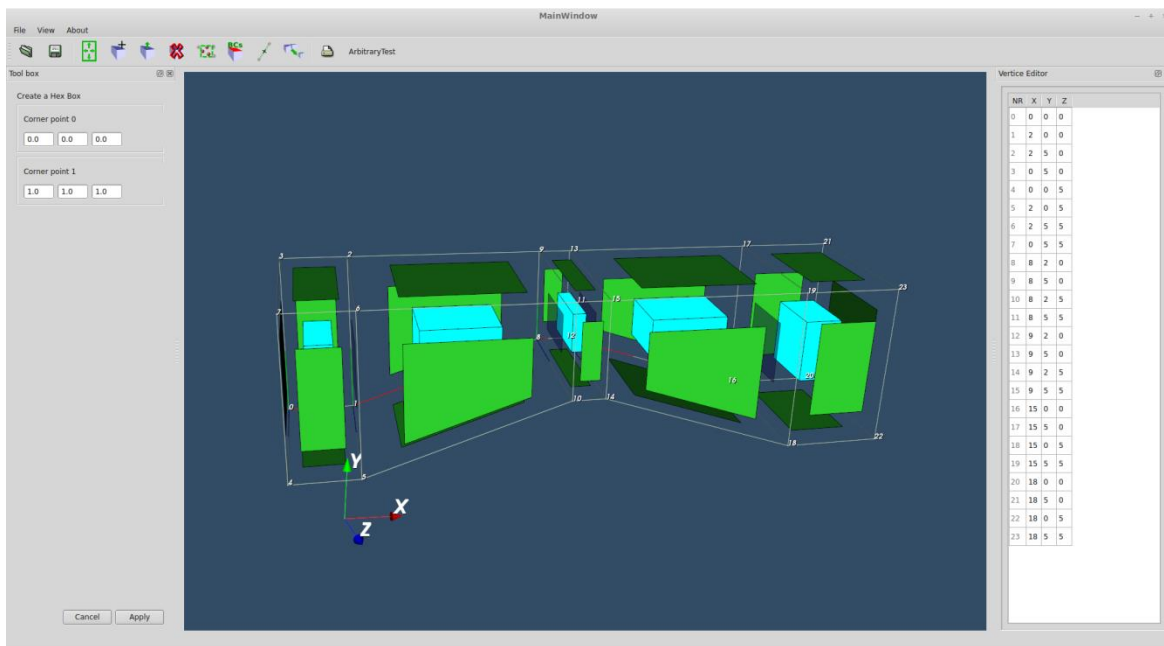 MainWindow
File View About
BCs
ArbitraryTest
Tool box
Create a Hex Box
Corner point 0
0.0 0.0 0.0
Corner point 1
1.0 1.0 1.0
Cancel Apply
3 2 9 13 17 21
7 6 11 15 19 23
8 12
0 1 16 20
10 14
18 22
4 5
Y
X
Z
Vertice Editor
NR X Y Z
0 0 0 0
1 2 0 0
2 2 5 0
3 0 5 0
4 0 0 5
5 2 0 5
6 2 5 5
7 0 5 5
8 8 2 0
9 8 5 0
10 8 2 5
11 8 5 5
12 9 2 0
13 9 5 0
14 9 2 5
15 9 5 5
16 15 0 0
17 15 5 0
18 15 0 5
19 15 5 5
20 18 0 0
21 18 5 0
22 18 0 5
23 18 5 5